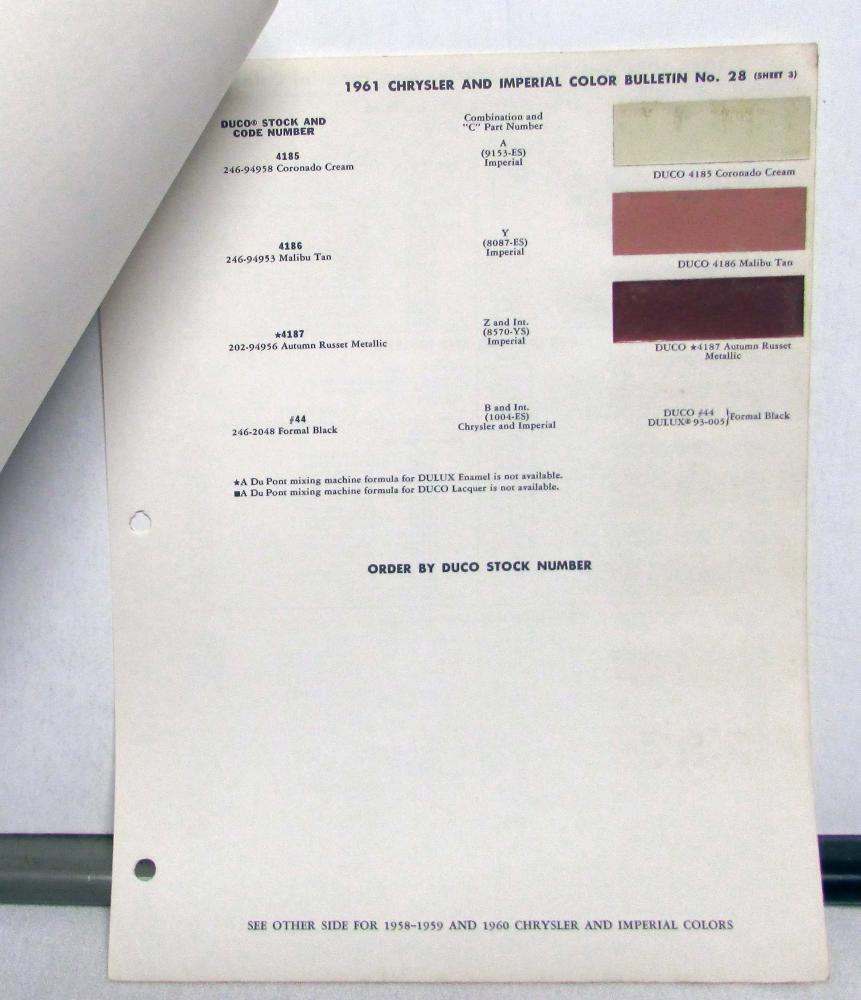 1961 CHRYSLER AND IMPERIAL COLOR BULLETIN No. 28 (SHEET 3)
DUCO® STOCK AND
CODE NUMBER
Combination and
"C" Part Number
4185
246-94958 Coronado Cream
A
(9153-ES)
Imperial
DUCO 4185 Coronado Cream
4186
246-94953 Malibu Tan
Y
(8087-ES)
Imperial
DUCO 4186 Malibu Tan
★4187
202-94956 Autumn Russet Metallic
Z and Int.
(8570-YS)
Imperial
DUCO ★4187 Autumn Russet
Metallic
#44
246-2048 Formal Black
B and Int.
(1004-ES)
Chrysler and Imperial
DUCO #44
DULUX® 93-005} Formal Black
★A Du Pont mixing machine formula for DULUX Enamel is not available.
■A Du Pont mixing machine formula for DUCO Lacquer is not available.
ORDER BY DUCO STOCK NUMBER
SEE OTHER SIDE FOR 1958-1959 AND 1960 CHRYSLER AND IMPERIAL COLORS